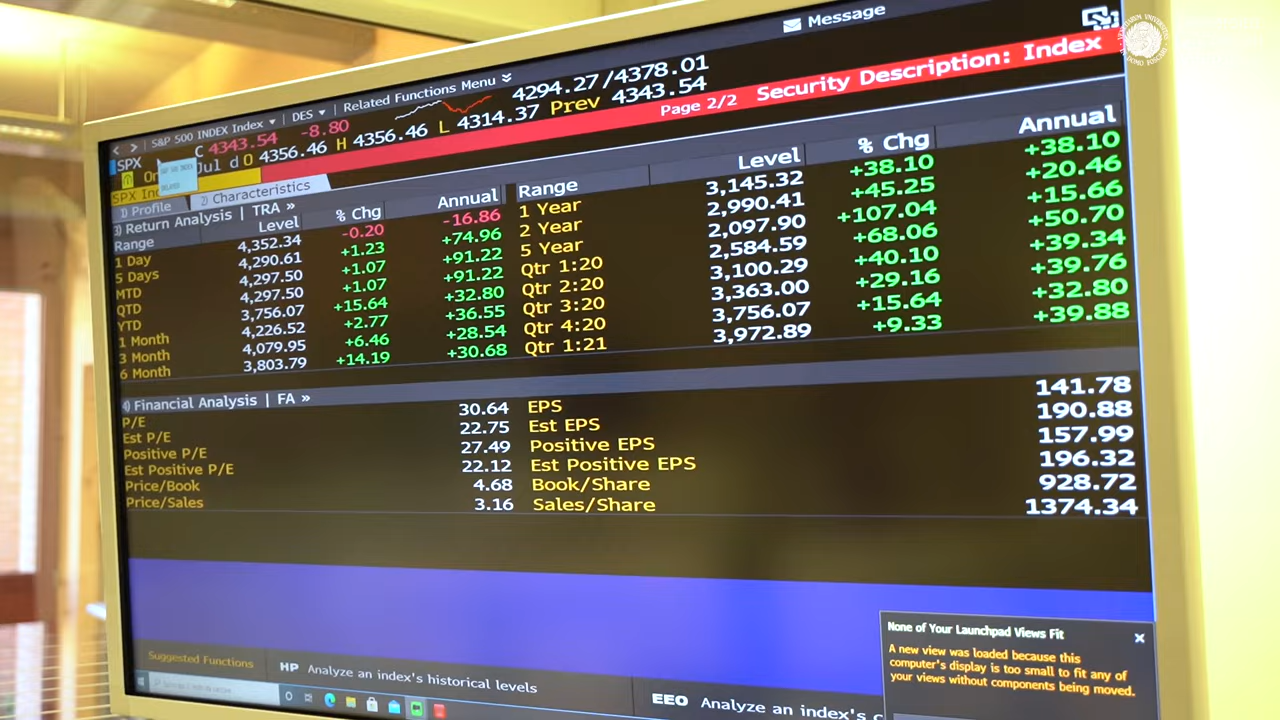 Message
S&P 500 INDEX Index DES Related Functions Menu
SPX C 4343.54 -8.80 4294.27/4378.01
On Jul d O 4356.46 H 4356.46 L 4314.37 Prev 4343.54
SPX Ind Page 2/2 Security Description: Index
1) Profile 2) Characteristics
3) Return Analysis | TRA »
Range Level % Chg Annual Range Level % Chg Annual
1 Day 4,352.34 -0.20 -16.86 1 Year 3,145.32 +38.10 +38.10
5 Days 4,290.61 +1.23 +74.96 2 Year 2,990.41 +45.25 +20.46
MTD 4,297.50 +1.07 +91.22 5 Year 2,097.90 +107.04 +15.66
QTD 4,297.50 +1.07 +91.22 Qtr 1:20 2,584.59 +68.06 +50.70
YTD 3,756.07 +15.64 +32.80 Qtr 2:20 3,100.29 +40.10 +39.34
1 Month 4,226.52 +2.77 +36.55 Qtr 3:20 3,363.00 +29.16 +39.76
3 Month 4,079.95 +6.46 +28.54 Qtr 4:20 3,756.07 +15.64 +32.80
6 Month 3,803.79 +14.19 +30.68 Qtr 1:21 3,972.89 +9.33 +39.88
4) Financial Analysis | FA »
P/E 30.64 EPS 141.78
Est P/E 22.75 Est EPS 190.88
Positive P/E 27.49 Positive EPS 157.99
Est Positive P/E 22.12 Est Positive EPS 196.32
Price/Book 4.68 Book/Share 928.72
Price/Sales 3.16 Sales/Share 1374.34
None of Your Launchpad Views Fit
A new view was loaded because this
computer's display is too small to fit any of
your views without components being moved.
Suggested Functions HP Analyze an index's historical levels EEO Analyze an index's c